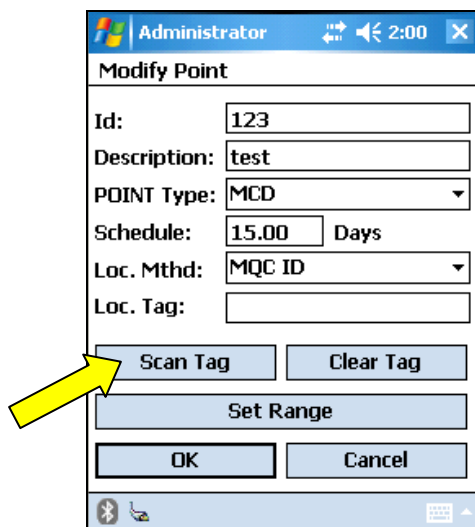 Administrator 2:00
Modify Point
Id: 123
Description: test
POINT Type: MCD
Schedule: 15.00 Days
Loc. Mthd: MQC ID
Loc. Tag:
Scan Tag Clear Tag
Set Range
OK Cancel